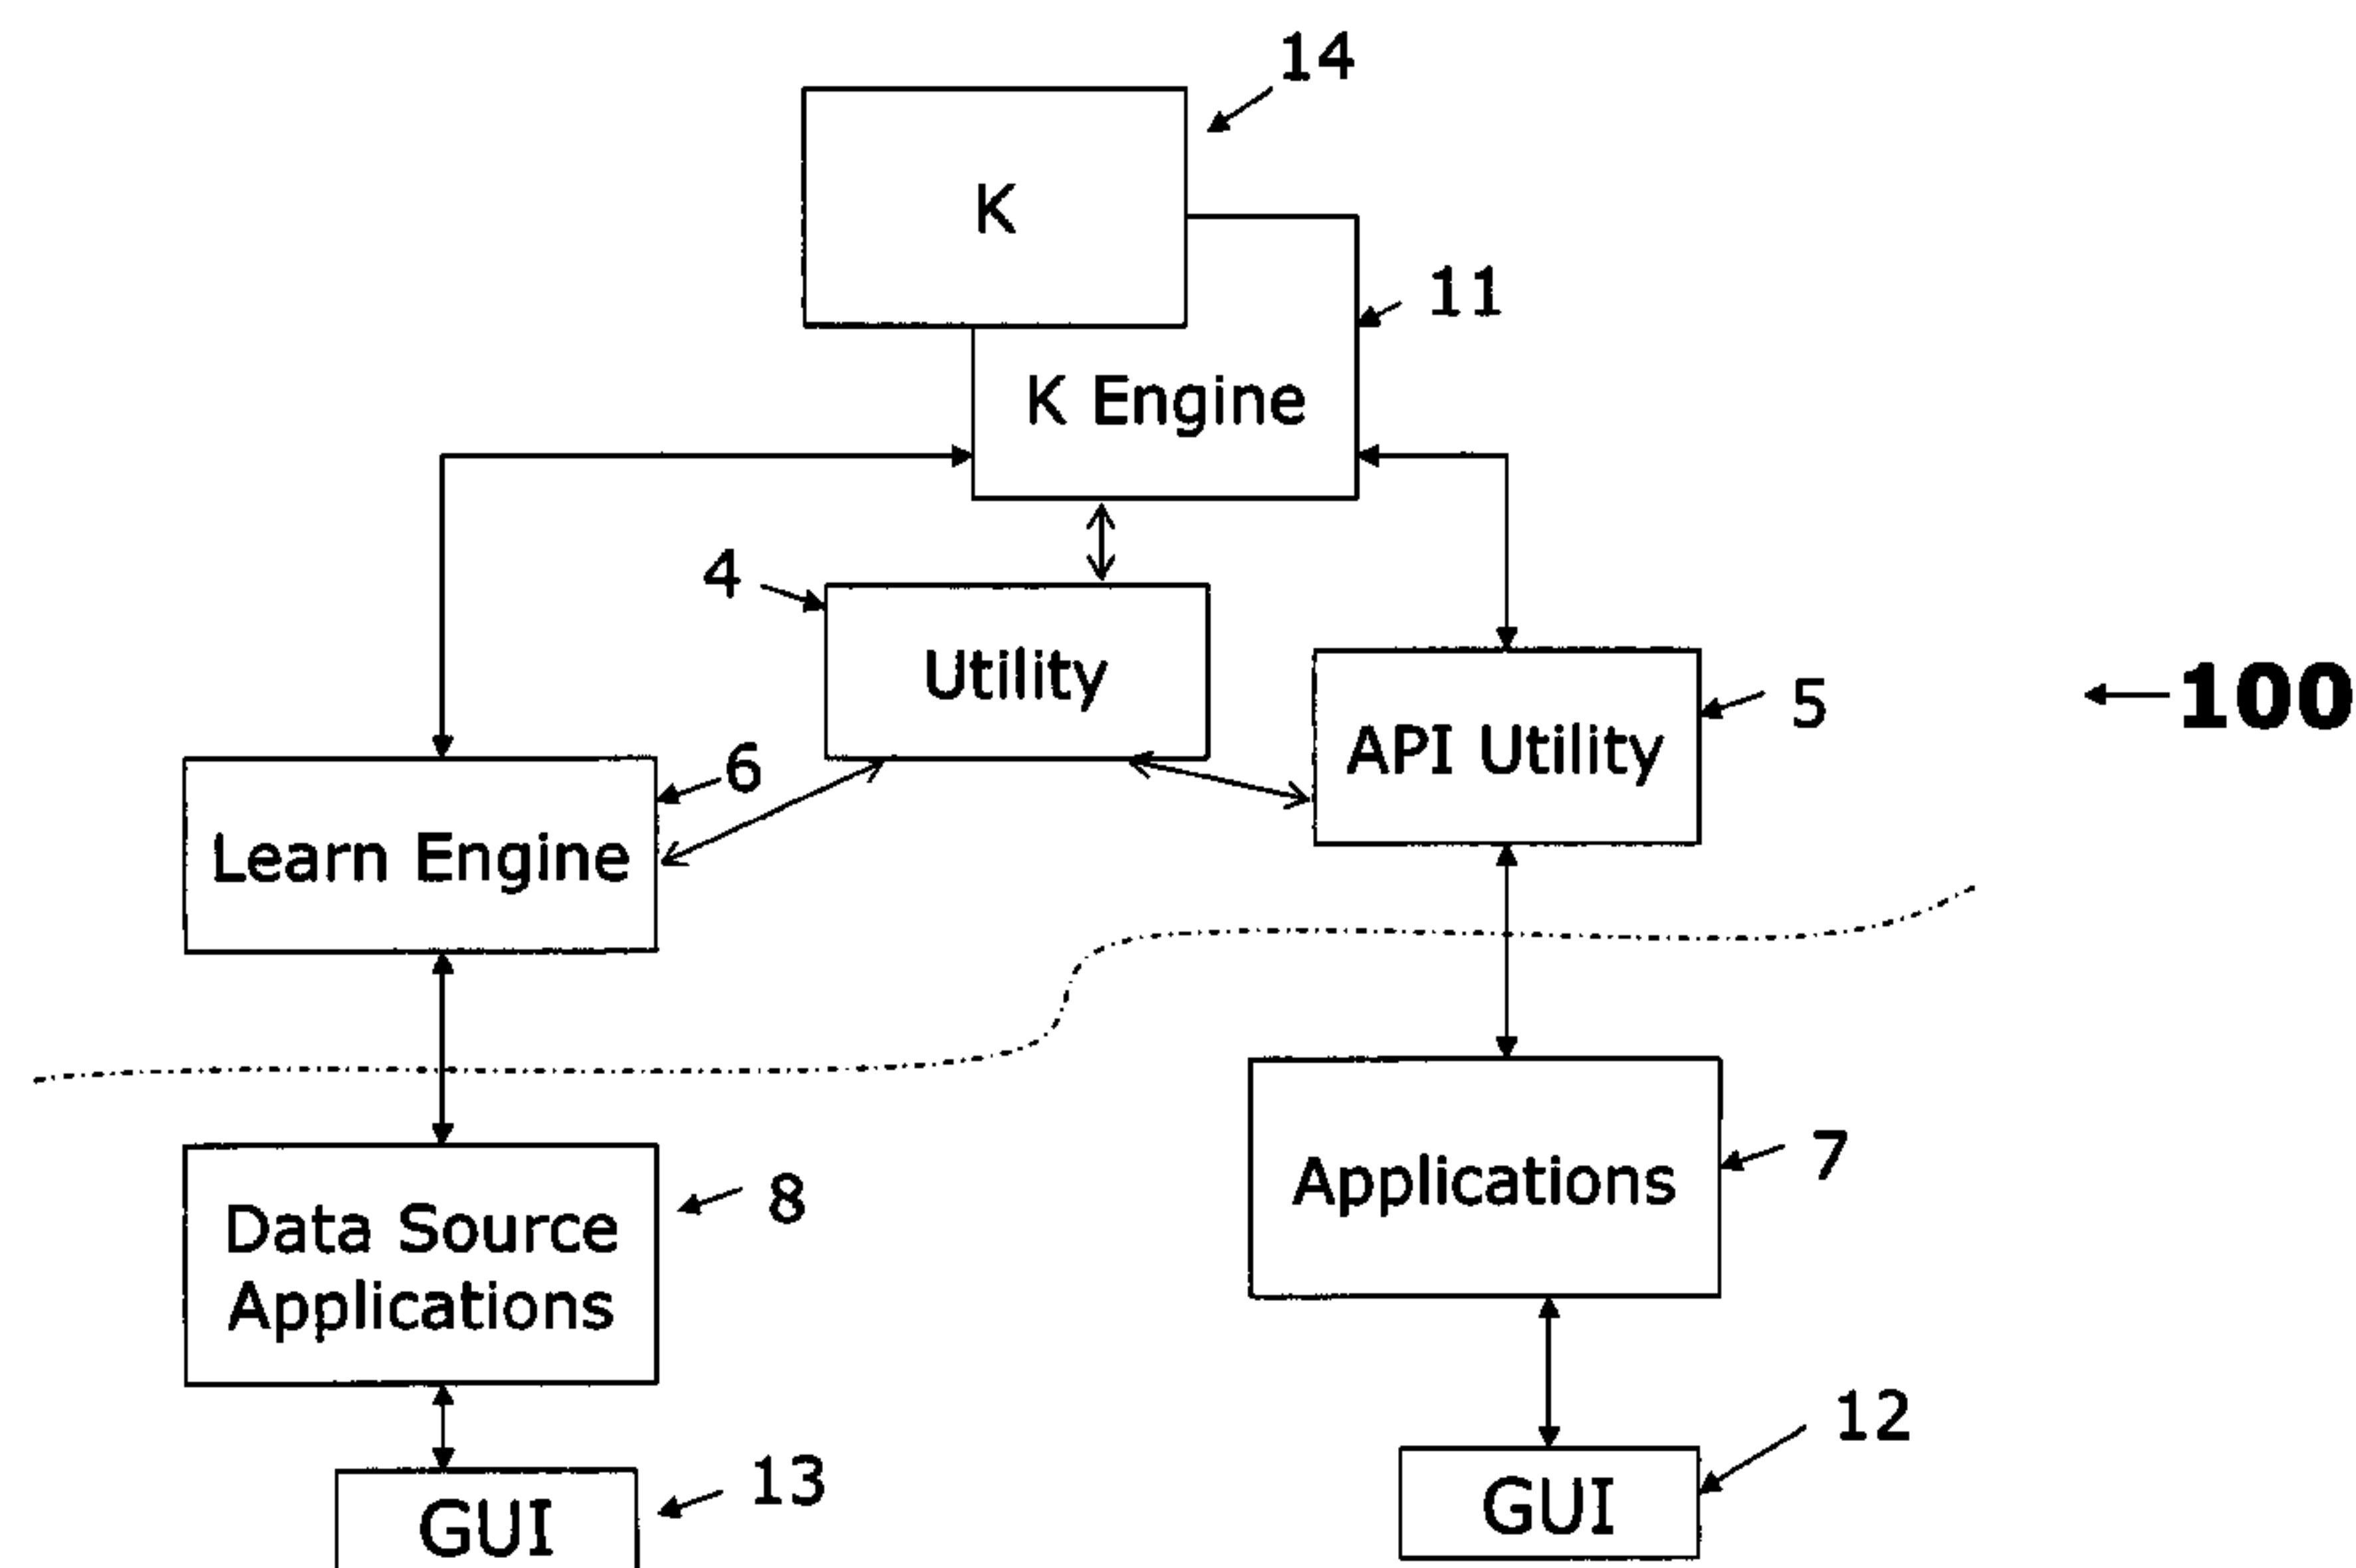 14
K
11
K Engine
4
Utility
5
100
API Utility
6
Learn Engine
7
Applications
8
Data Source
Applications
12
13
GUI
GUI